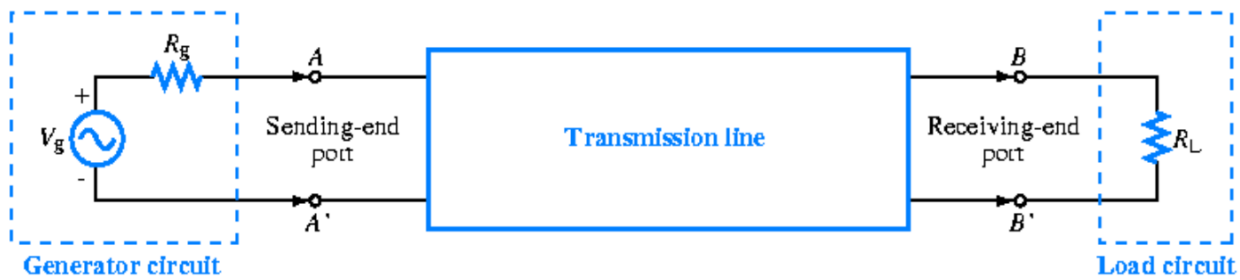 Rg
A
B
+
Vg
-
Sending-end
port
Transmission line
Receiving-end
port
RL
A'
B'
Generator circuit
Load circuit